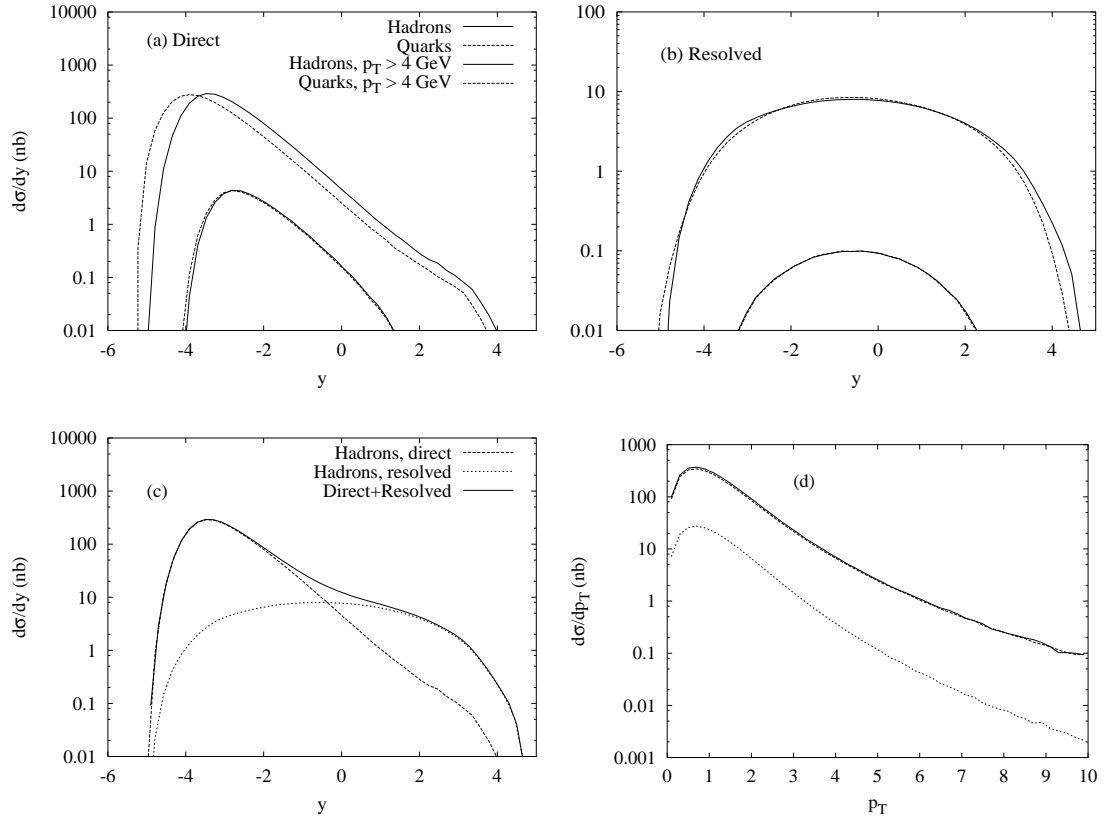 (a) Direct
Hadrons
Quarks
Hadrons, p_T > 4 GeV
Quarks, p_T > 4 GeV
dσ/dy (nb)
10000
1000
100
10
1
0.1
0.01
-6 -4 -2 0 2 4
y
(b) Resolved
100
10
1
0.1
0.01
-6 -4 -2 0 2 4
y
(c)
Hadrons, direct
Hadrons, resolved
Direct+Resolved
dσ/dy (nb)
10000
1000
100
10
1
0.1
0.01
-6 -4 -2 0 2 4
y
(d)
dσ/dp_T (nb)
1000
100
10
1
0.1
0.01
0.001
0 1 2 3 4 5 6 7 8 9 10
p_T